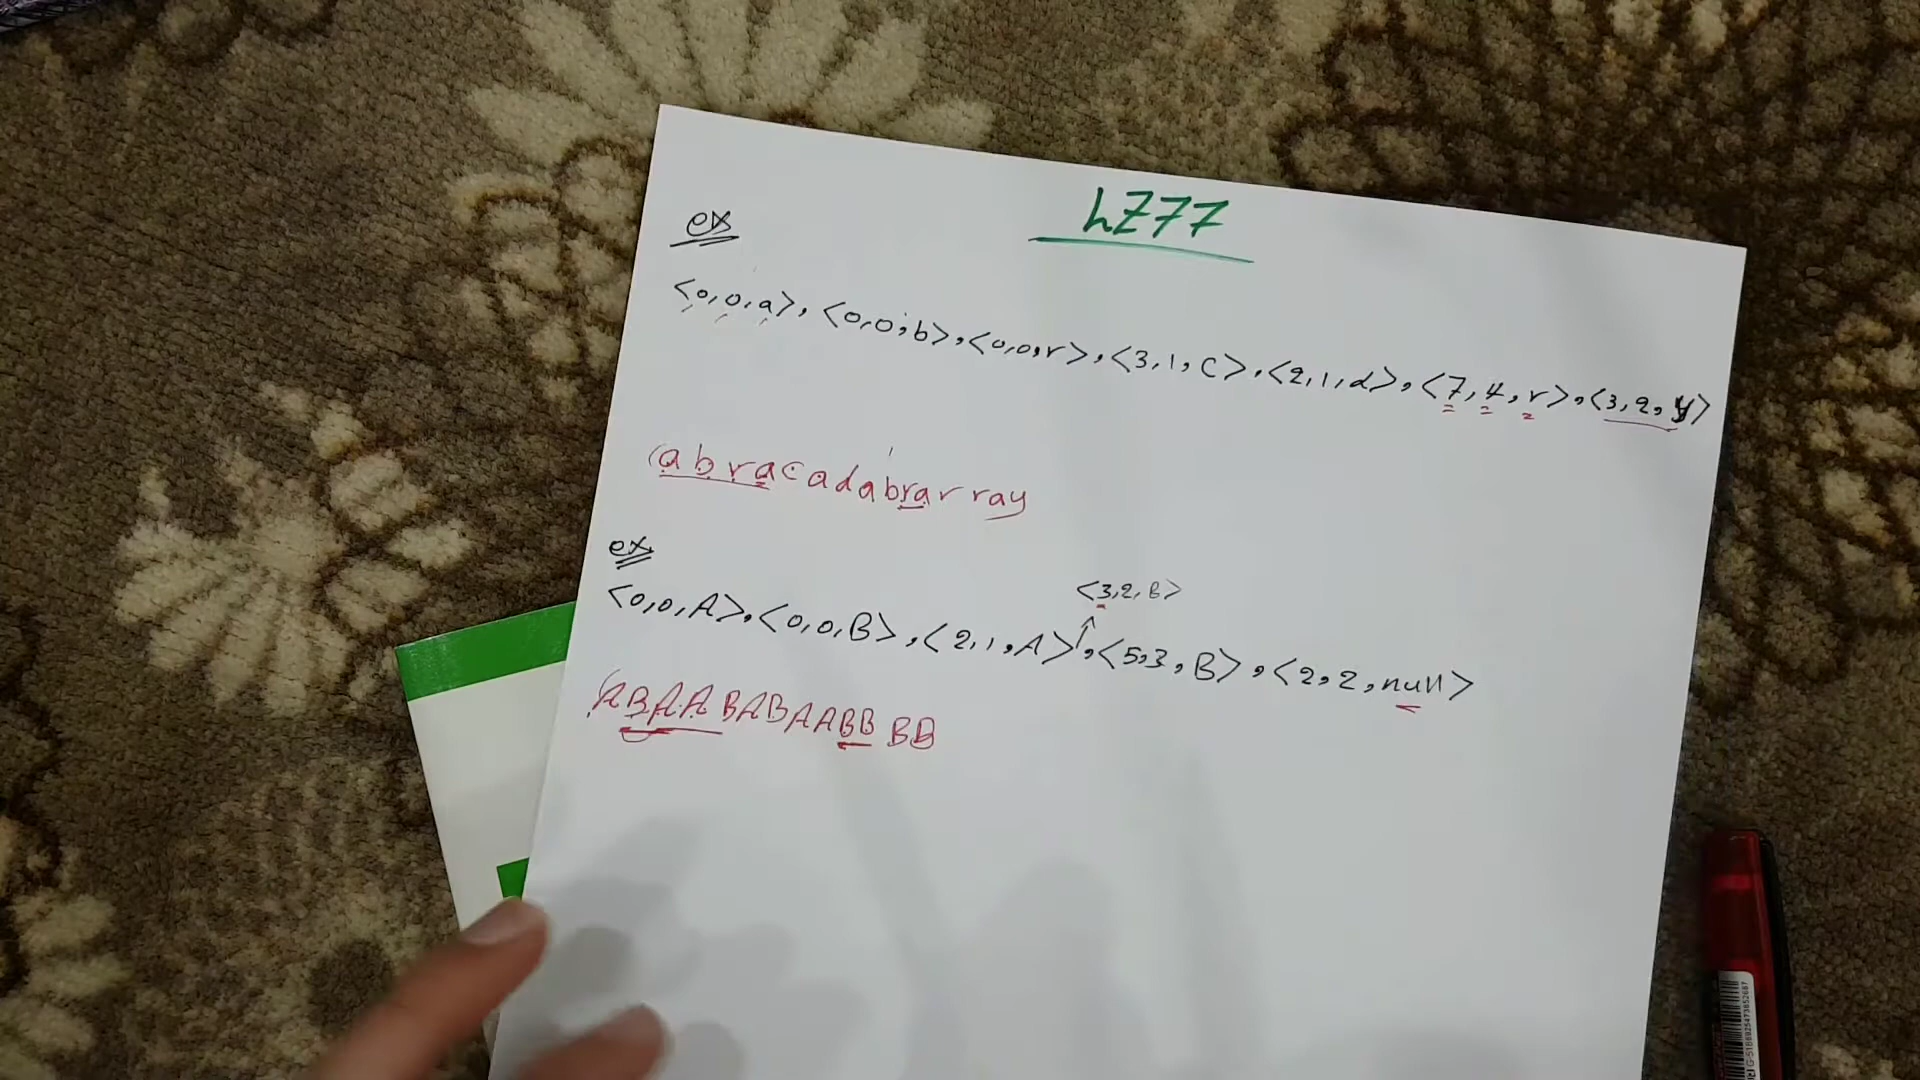 LZ77
ex
<0,0,a>, <0,0,b>, <0,0,r>, <3,1,C>, <2,1,d>, <7,4,r>, <3,2,y>
abracadabrarray
ex
<3,2,B>
<0,0,A>, <0,0,B>, <2,1,A>, <5,3,B>, <2,2,null>
ABAABABAABBBB